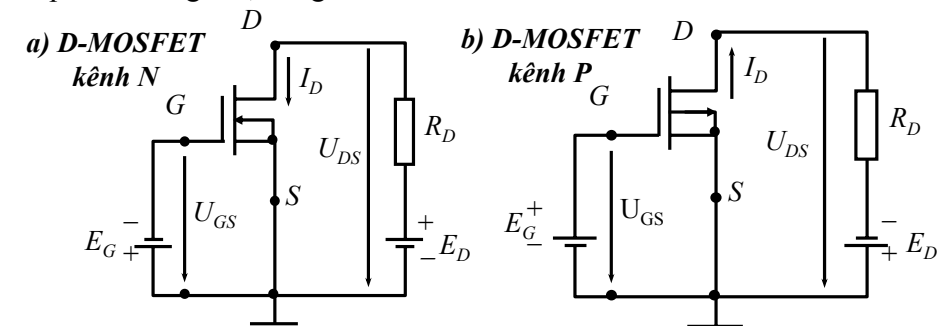 a) D-MOSFET
kênh N
D
I_D
G
R_D
U_DS
S
U_GS
−
E_G
+
+
−
E_D
b) D-MOSFET
kênh P
D
I_D
G
R_D
U_DS
S
U_GS
+
E_G
−
−
+
E_D